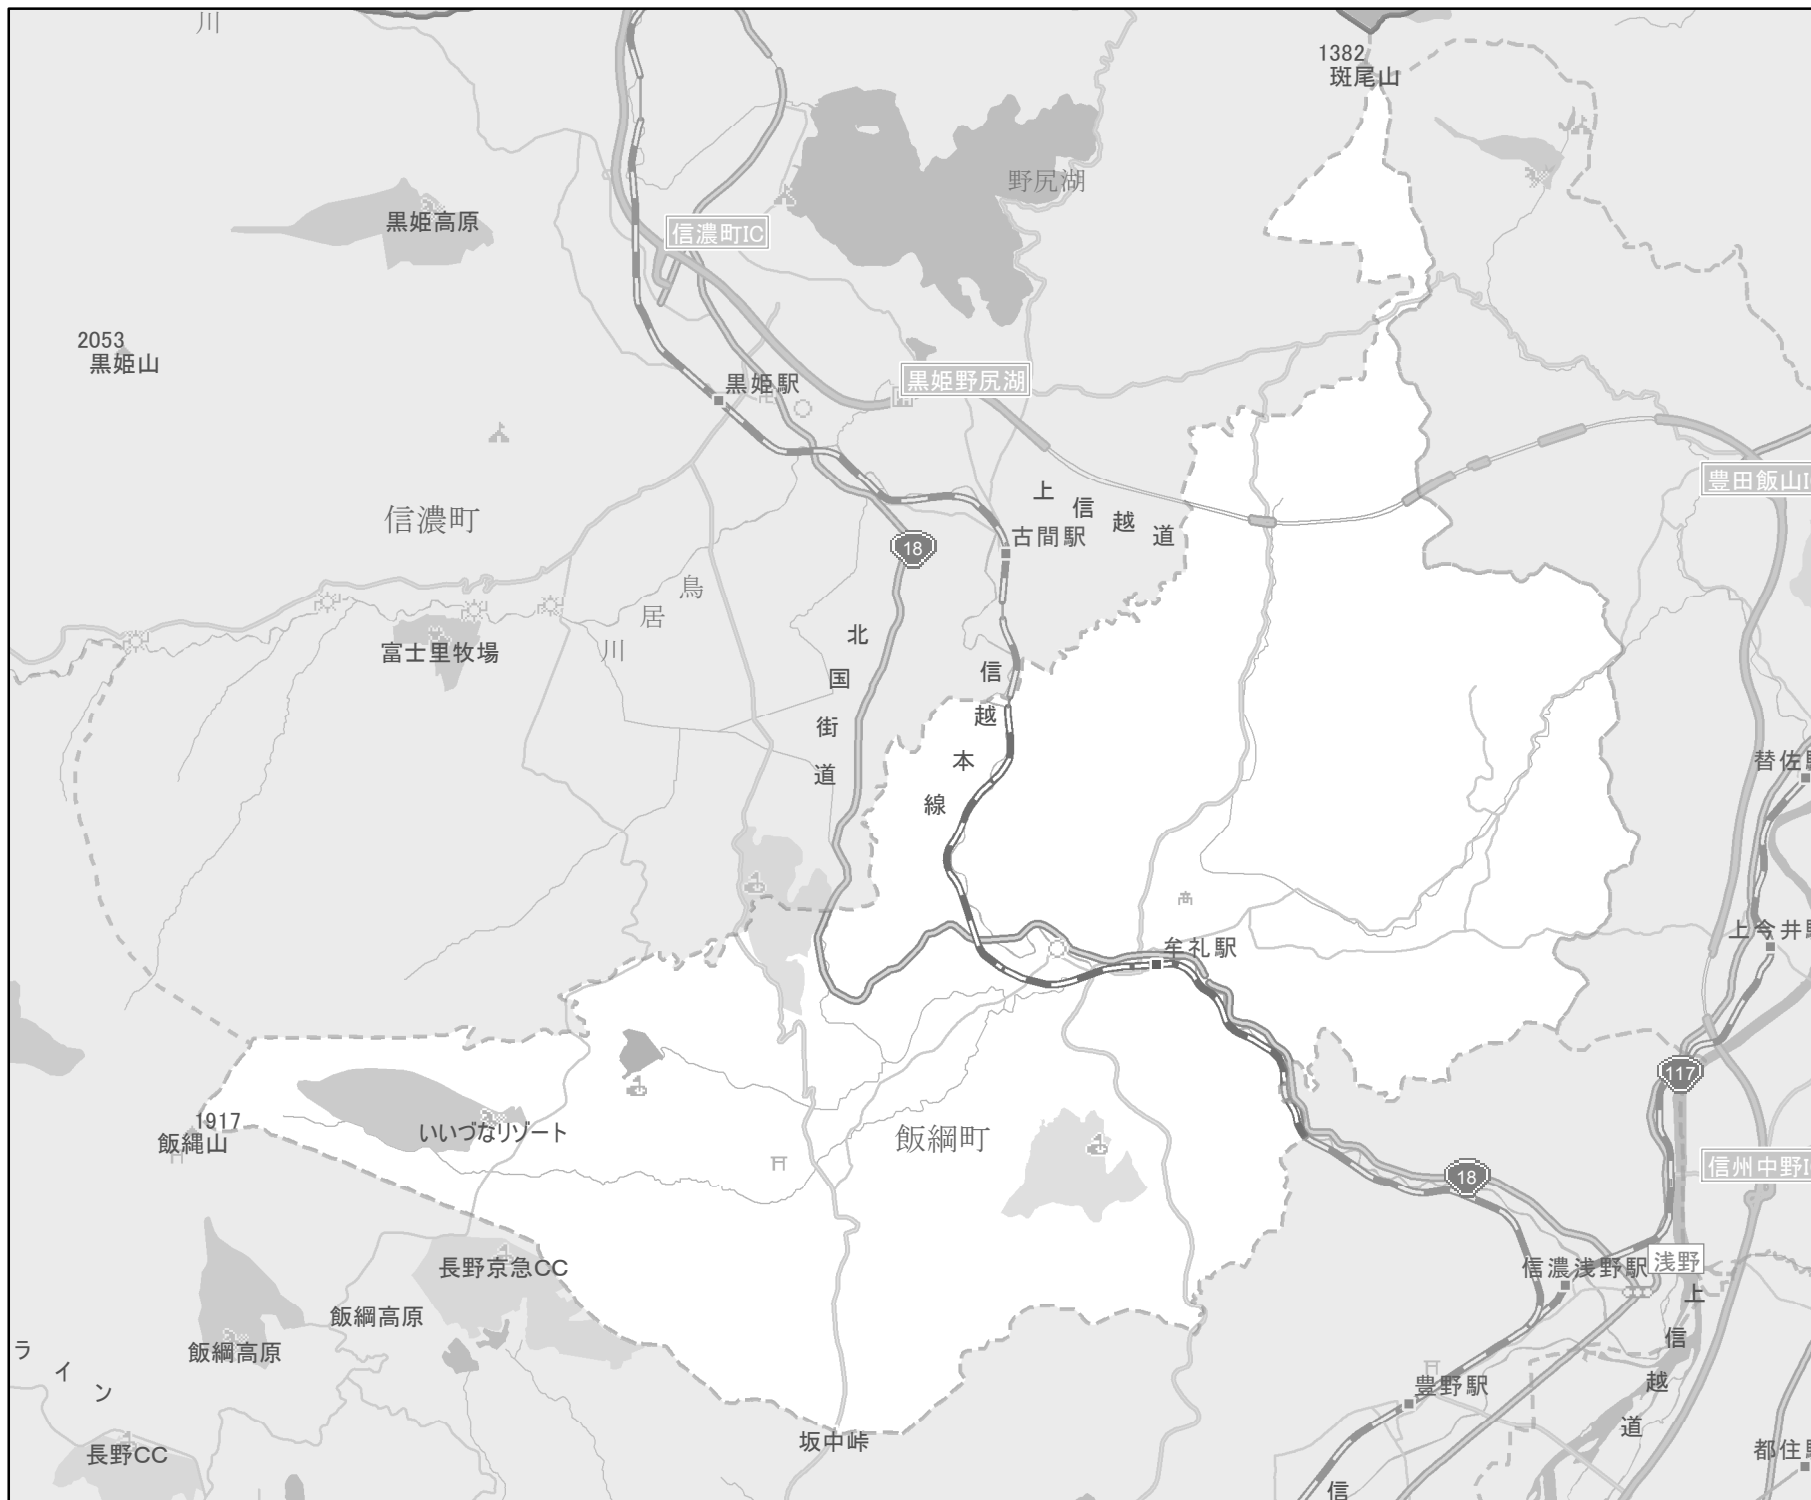 川
1382
斑尾山
野尻湖
黒姫高原
信濃町IC
2053
黒姫山
黒姫駅
黒姫野尻湖
豊田飯山I
上信越道
信濃町
18
古間駅
鳥居川
北国街道
富士里牧場
信越本線
替佐
上今井
牟礼駅
117
1917
飯縄山
いいづなリゾート
飯綱町
信州中野I
18
長野京急CC
信濃浅野駅
浅野
飯綱高原
飯綱高原
上信越道
ライン
豊野駅
坂中峠
長野CC
都住
信